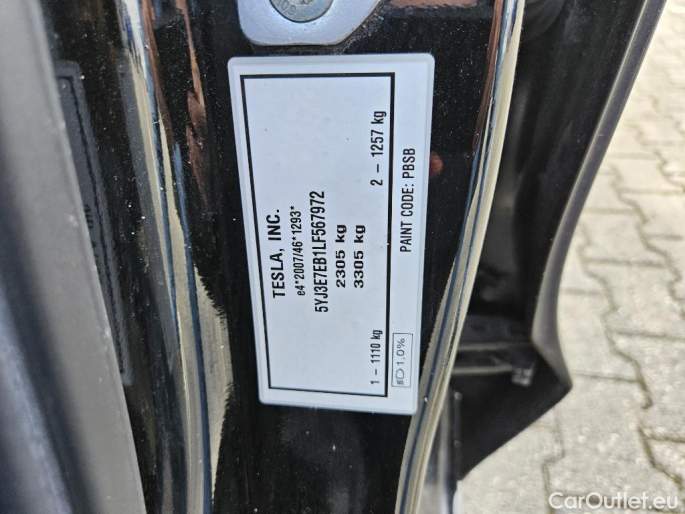 TESLA, INC.
e4*2007/46*1293*
5YJ3E7EB1LF567972
2305 kg
3305 kg
1 - 1110 kg
2 - 1257 kg
1.0%
PAINT CODE: PBSB
CarOutlet.eu